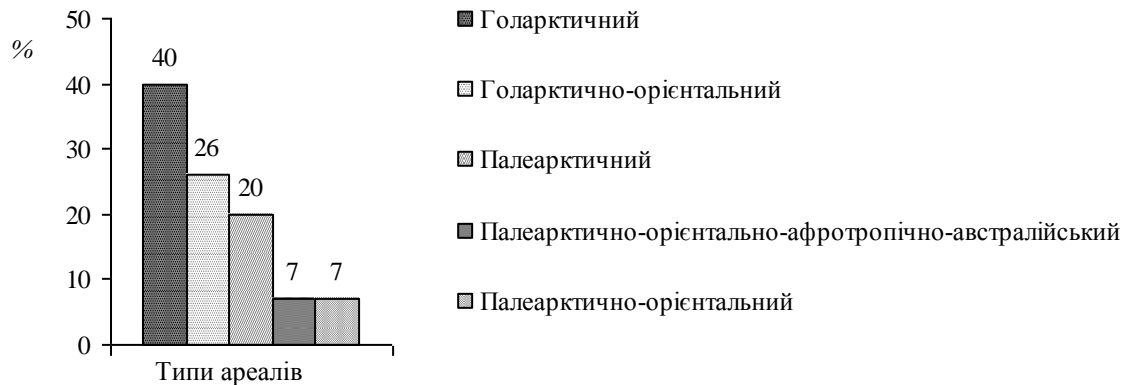 50
%
40
40
30
26
20
20
10
7
7
0
Типи ареалів
Голарктичний
Голарктично-орієнтальний
Палеарктичний
Палеарктично-орієнтально-афротропічно-австралійський
Палеарктично-орієнтальний